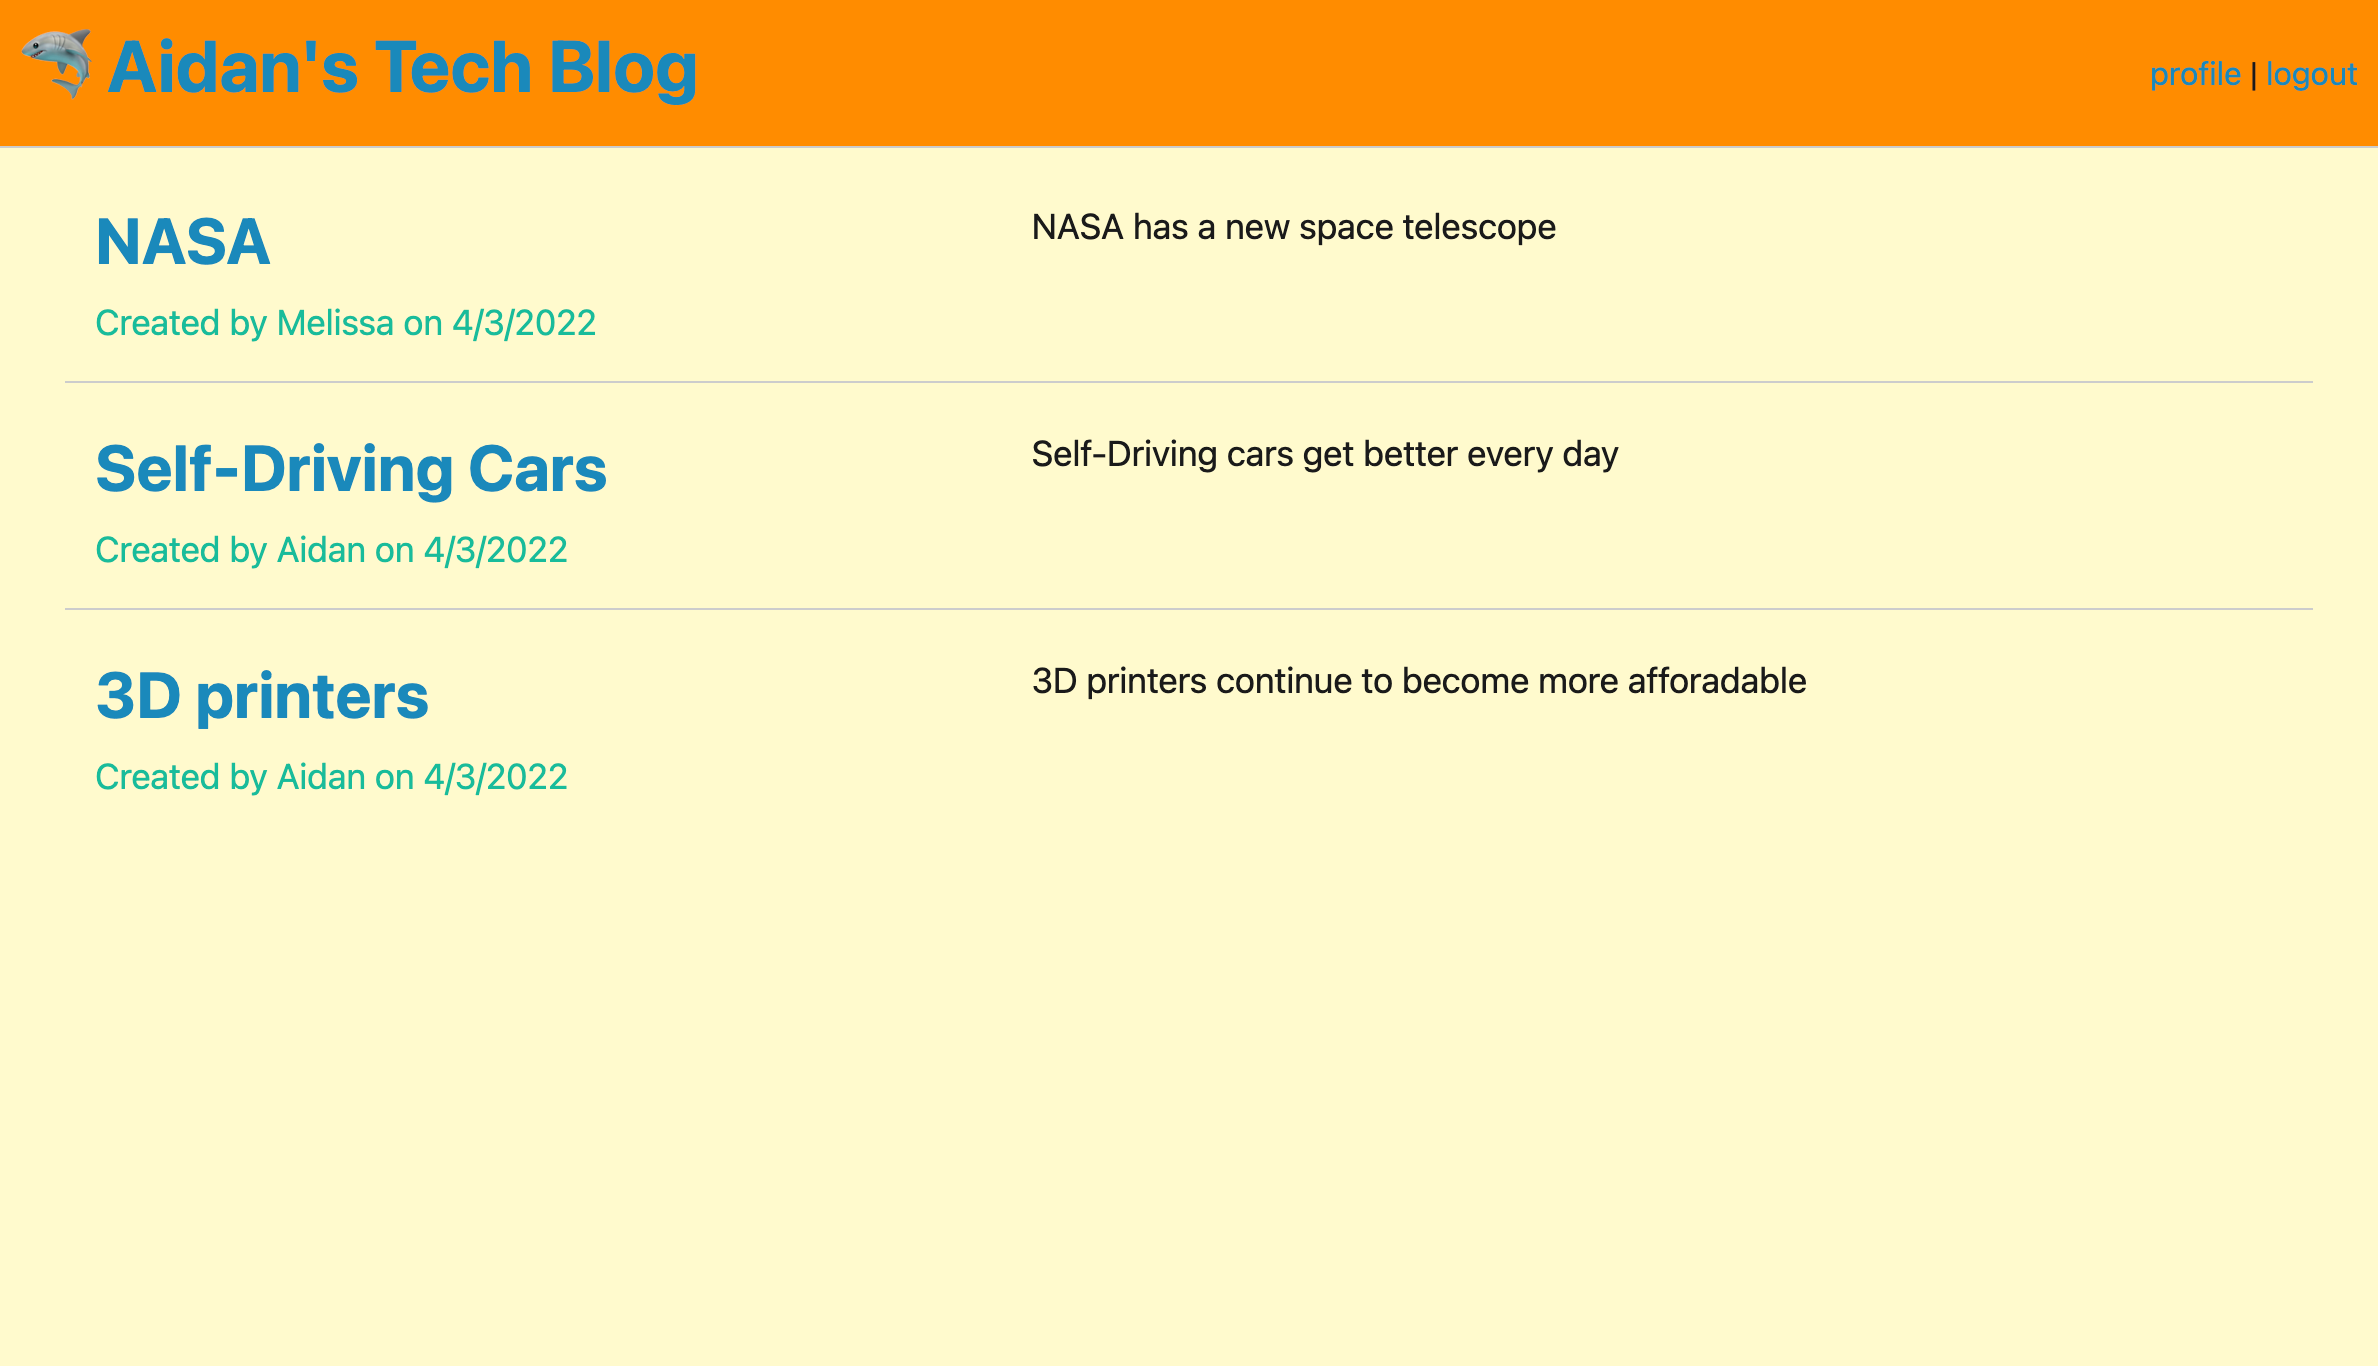 Aidan's Tech Blog
profile | logout
NASA
NASA has a new space telescope
Created by Melissa on 4/3/2022
Self-Driving Cars
Self-Driving cars get better every day
Created by Aidan on 4/3/2022
3D printers
3D printers continue to become more afforadable
Created by Aidan on 4/3/2022